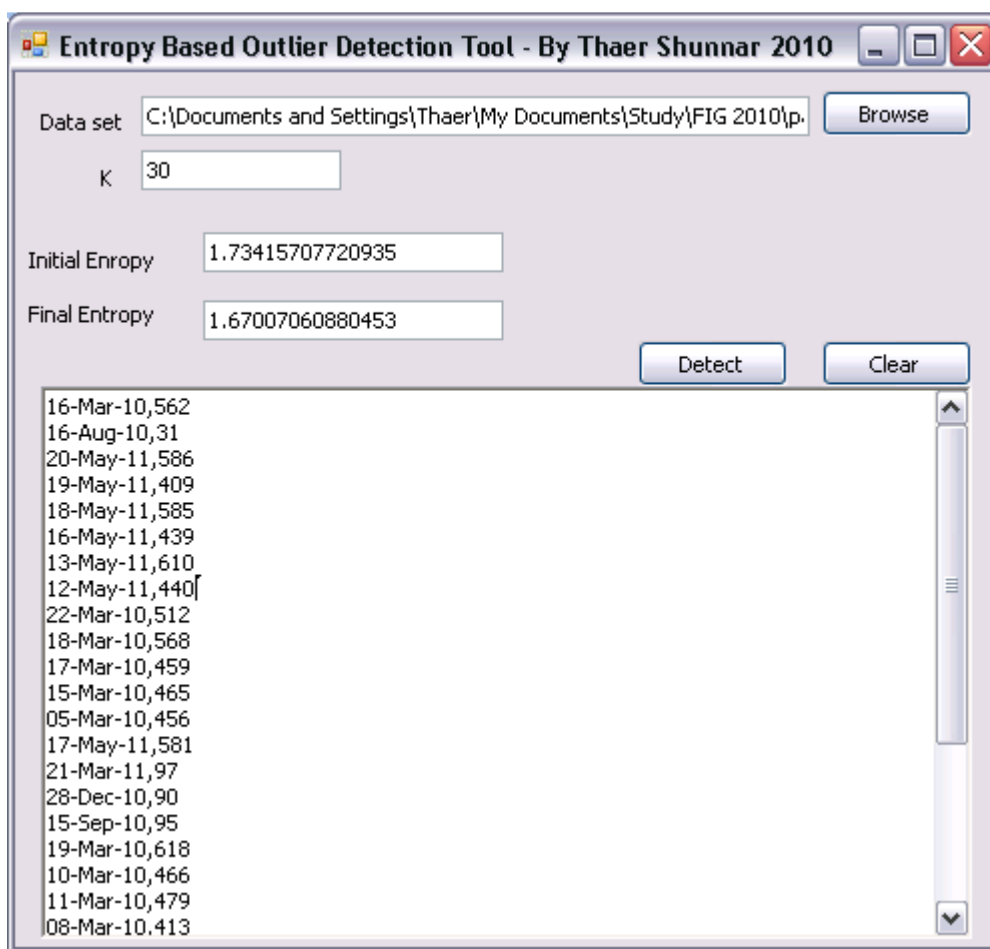 Entropy Based Outlier Detection Tool - By Thaer Shunnar 2010
Data set C:\Documents and Settings\Thaer\My Documents\Study\FIG 2010\p Browse
K 30
Initial Enropy 1.73415707720935
Final Entropy 1.67007060880453
Detect Clear
16-Mar-10,562
16-Aug-10,31
20-May-11,586
19-May-11,409
18-May-11,585
16-May-11,439
13-May-11,610
12-May-11,440
22-Mar-10,512
18-Mar-10,568
17-Mar-10,459
15-Mar-10,465
05-Mar-10,456
17-May-11,581
21-Mar-11,97
28-Dec-10,90
15-Sep-10,95
19-Mar-10,618
10-Mar-10,466
11-Mar-10,479
08-Mar-10,413